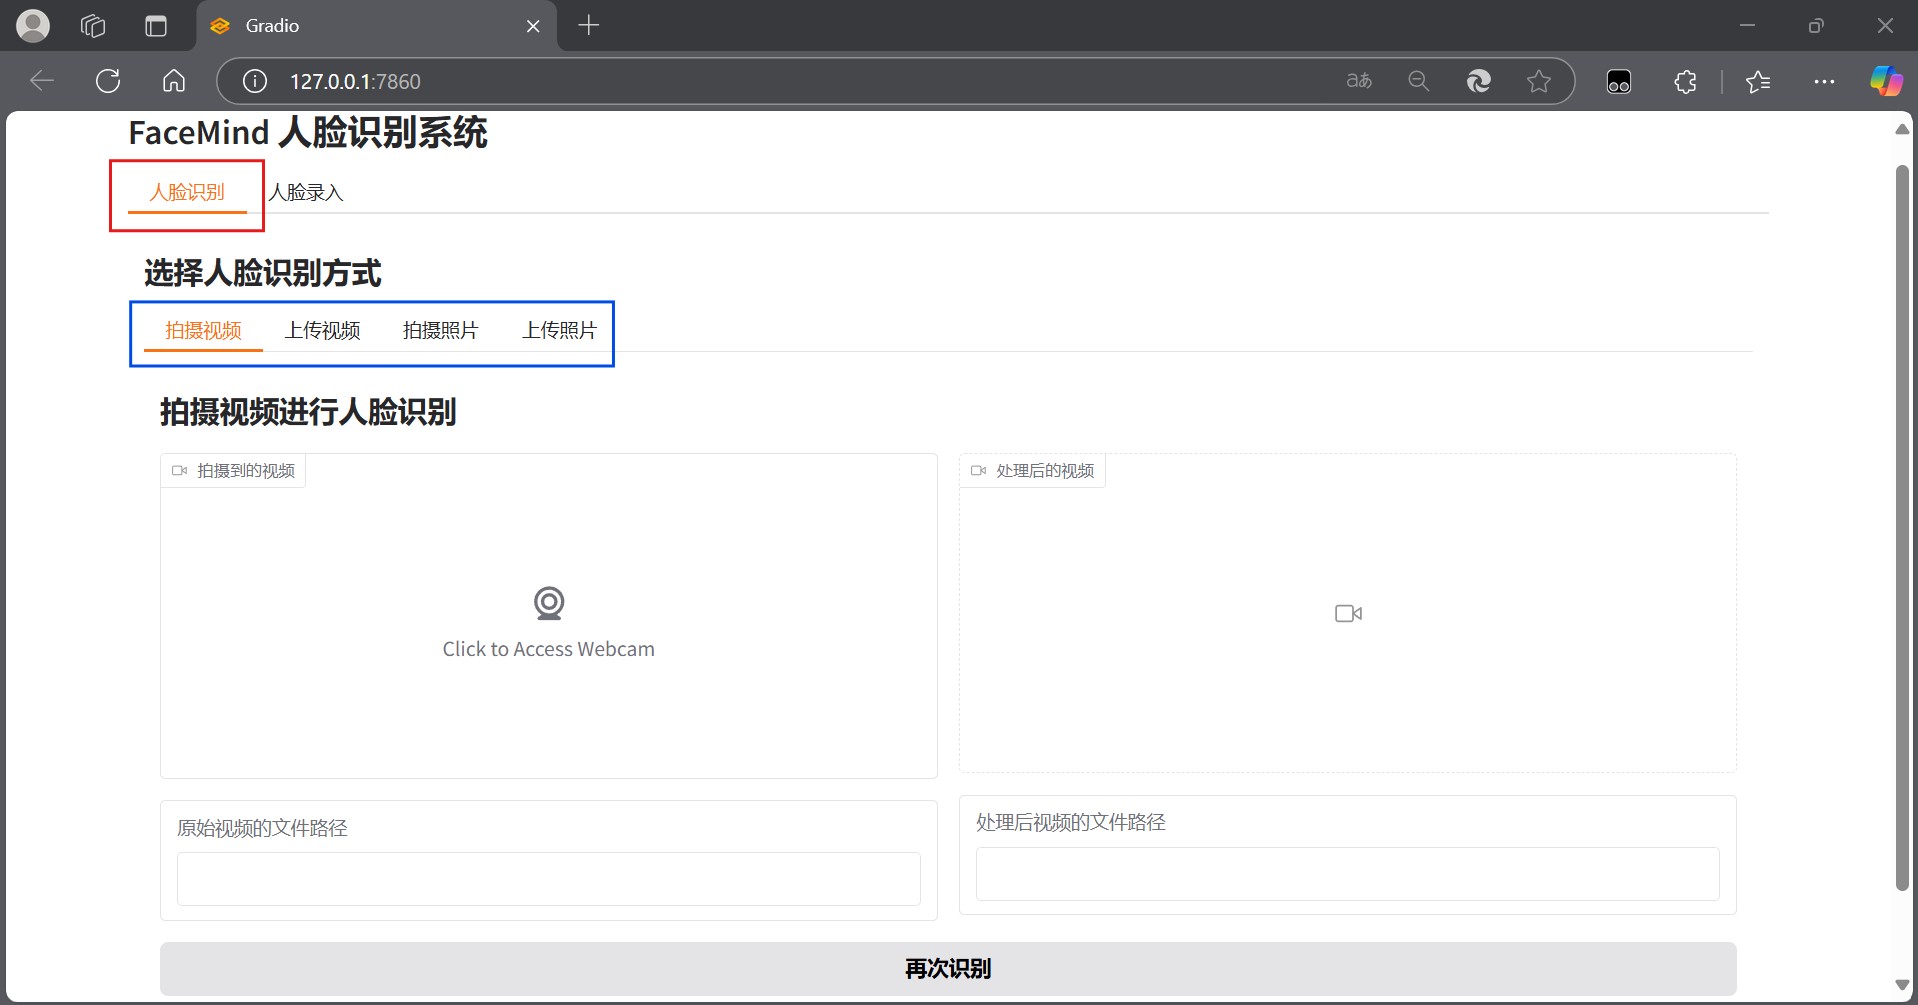 Gradio
127.0.0.1:7860
aあ
FaceMind 人脸识别系统
人脸识别 人脸录入
选择人脸识别方式
拍摄视频 上传视频 拍摄照片 上传照片
拍摄视频进行人脸识别
拍摄到的视频 处理后的视频
Click to Access Webcam
原始视频的文件路径 处理后视频的文件路径
再次识别